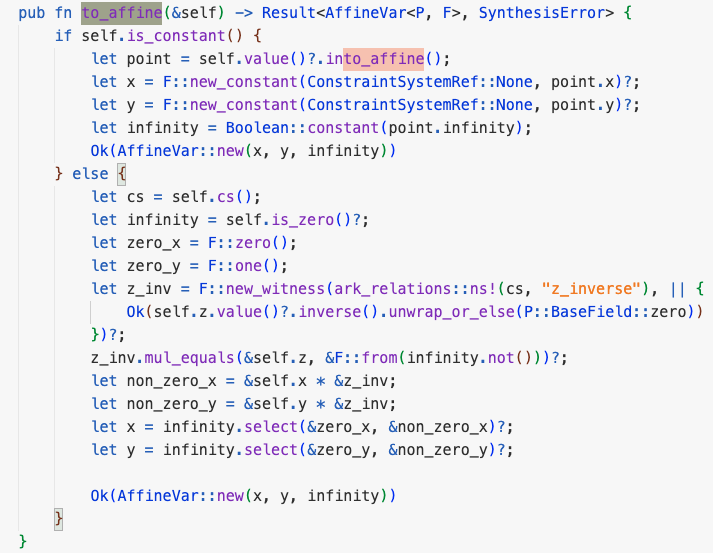 pub fn to_affine(&self) -> Result<AffineVar<P, F>, SynthesisError> {
    if self.is_constant() {
        let point = self.value()?.into_affine();
        let x = F::new_constant(ConstraintSystemRef::None, point.x)?;
        let y = F::new_constant(ConstraintSystemRef::None, point.y)?;
        let infinity = Boolean::constant(point.infinity);
        Ok(AffineVar::new(x, y, infinity))
    } else {
        let cs = self.cs();
        let infinity = self.is_zero()?;
        let zero_x = F::zero();
        let zero_y = F::one();
        let z_inv = F::new_witness(ark_relations::ns!(cs, "z_inverse"), || {
            Ok(self.z.value()?.inverse().unwrap_or_else(P::BaseField::zero))
        })?;
        z_inv.mul_equals(&self.z, &F::from(infinity.not()))?;
        let non_zero_x = &self.x * &z_inv;
        let non_zero_y = &self.y * &z_inv;
        let x = infinity.select(&zero_x, &non_zero_x)?;
        let y = infinity.select(&zero_y, &non_zero_y)?;

        Ok(AffineVar::new(x, y, infinity))
    }
}